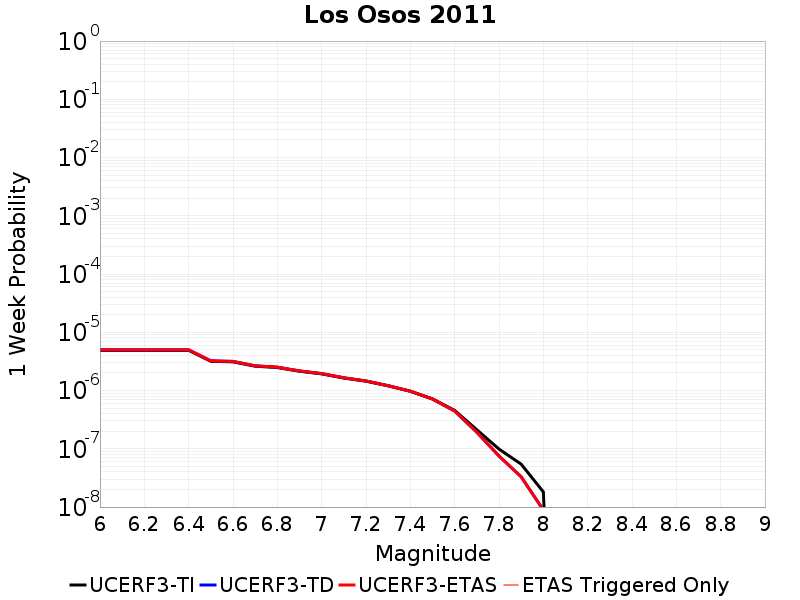 Los Osos 2011
1 Week Probability
10^0
10^-1
10^-2
10^-3
10^-4
10^-5
10^-6
10^-7
10^-8
6 6.2 6.4 6.6 6.8 7 7.2 7.4 7.6 7.8 8 8.2 8.4 8.6 8.8 9
Magnitude
UCERF3-TI UCERF3-TD UCERF3-ETAS ETAS Triggered Only